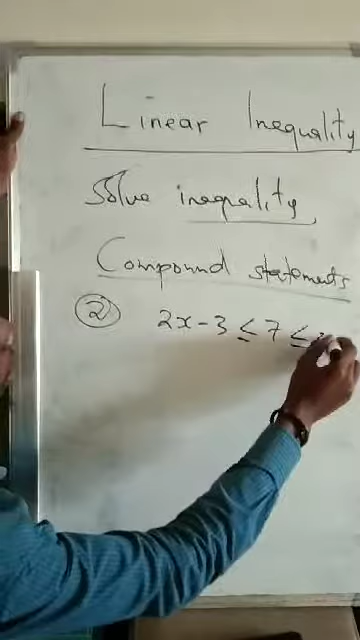 Linear Inequality
Solve inequality
Compound statements
② 2x - 3 ≤ 7 ≤